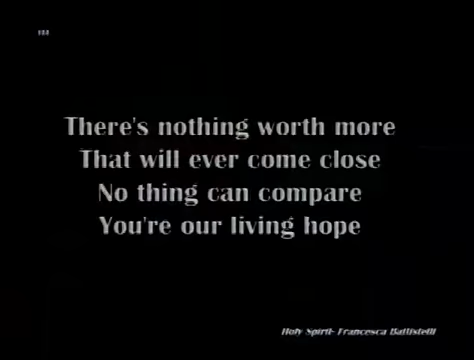 There's nothing worth more
That will ever come close
No thing can compare
You're our living hope
Holy Spirit- Francesca Battistelli